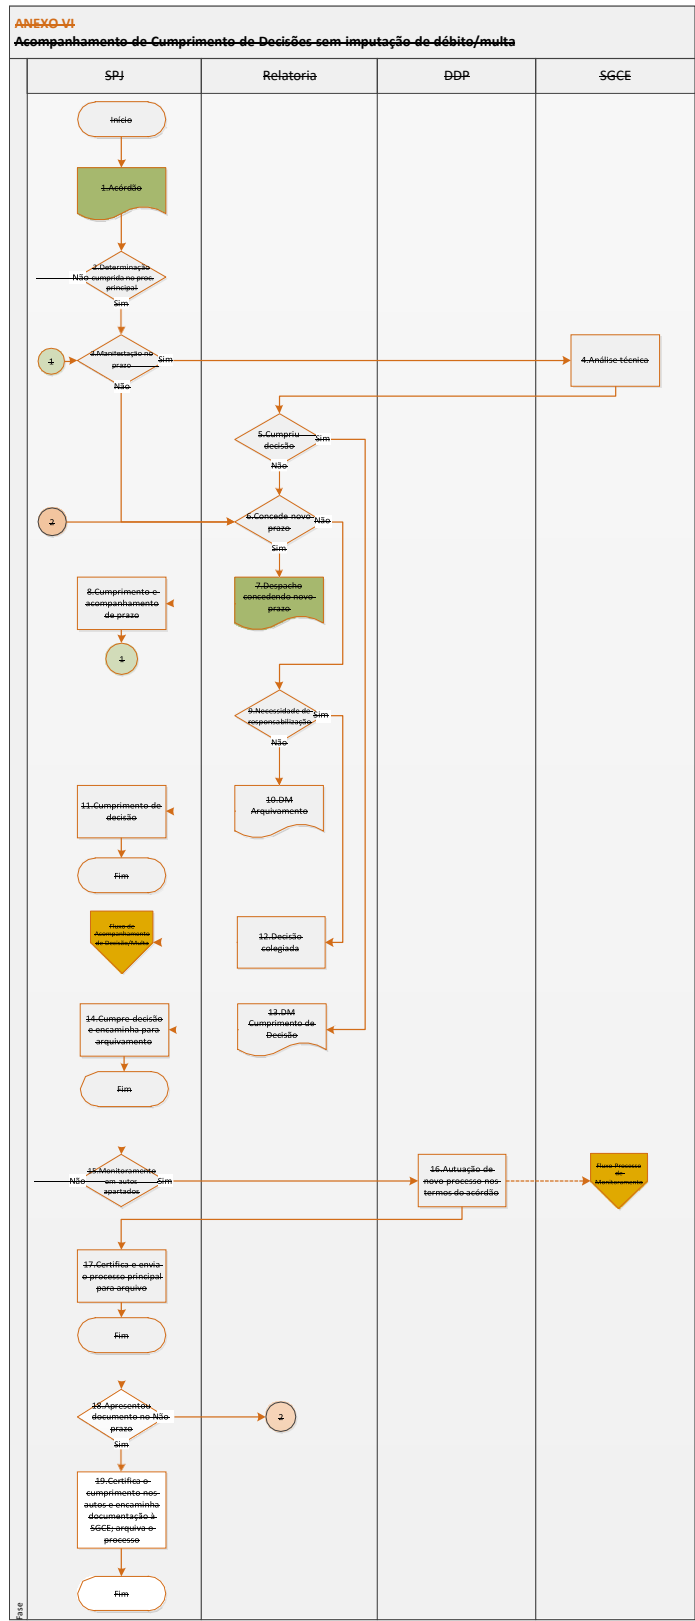 ANEXO VI
Acompanhamento de Cumprimento de Decisões sem imputação de débito/multa
SPJ
Relatoria
DDP
SGCE
Início
1.Acórdão
2.Determinação
cumprida no proc.
principal
Não
Sim
1
3.Manifestação no
prazo
Sim
Não
4.Análise técnica
5.Cumpriu
decisão
Sim
Não
2
6.Concede novo
prazo
Não
Sim
7.Despacho
concedendo novo
prazo
8.Cumprimento e
acompanhamento
de prazo
1
9.Necessidade de
responsabilização
Sim
Não
10.DM
Arquivamento
11.Cumprimento de
decisão
Fim
Fluxo de
Acompanhamento
de Decisão/Multa
12.Decisão
colegiada
13.DM
Cumprimento de
Decisão
14.Cumpre decisão
e encaminha para
arquivamento
Fim
15.Monitoramento
em autos
apartados
Não
Sim
16.Autuação de
novo processo nos
termos do acórdão
Fluxo Processo
de
Monitoramento
17.Certifica e envia
o processo principal
para arquivo
Fim
18.Apresentou
documento no
prazo
Não
2
Sim
19.Certifica o
cumprimento nos
autos e encaminha
documentação à
SGCE; arquiva o
processo
Fim
Fase